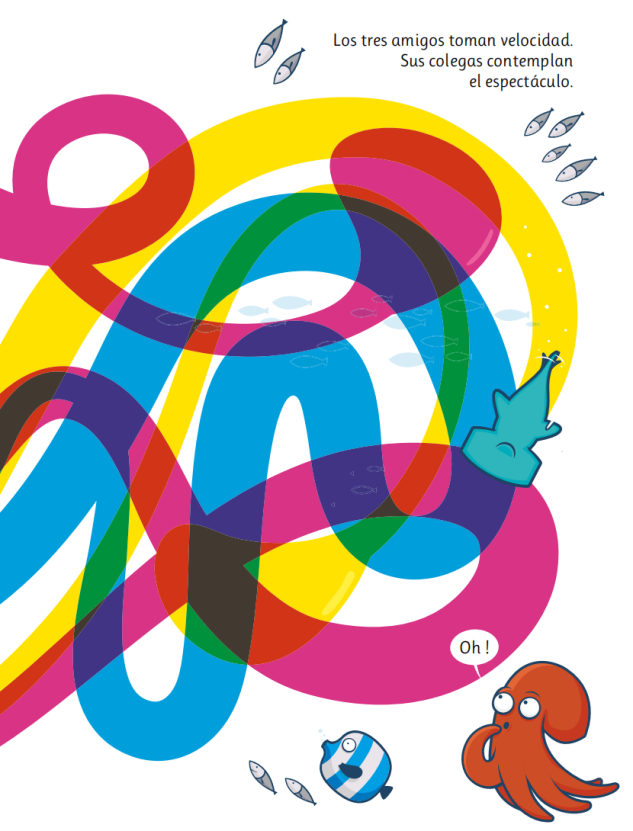 Los tres amigos toman velocidad.
Sus colegas contemplan
el espectáculo.
Oh !